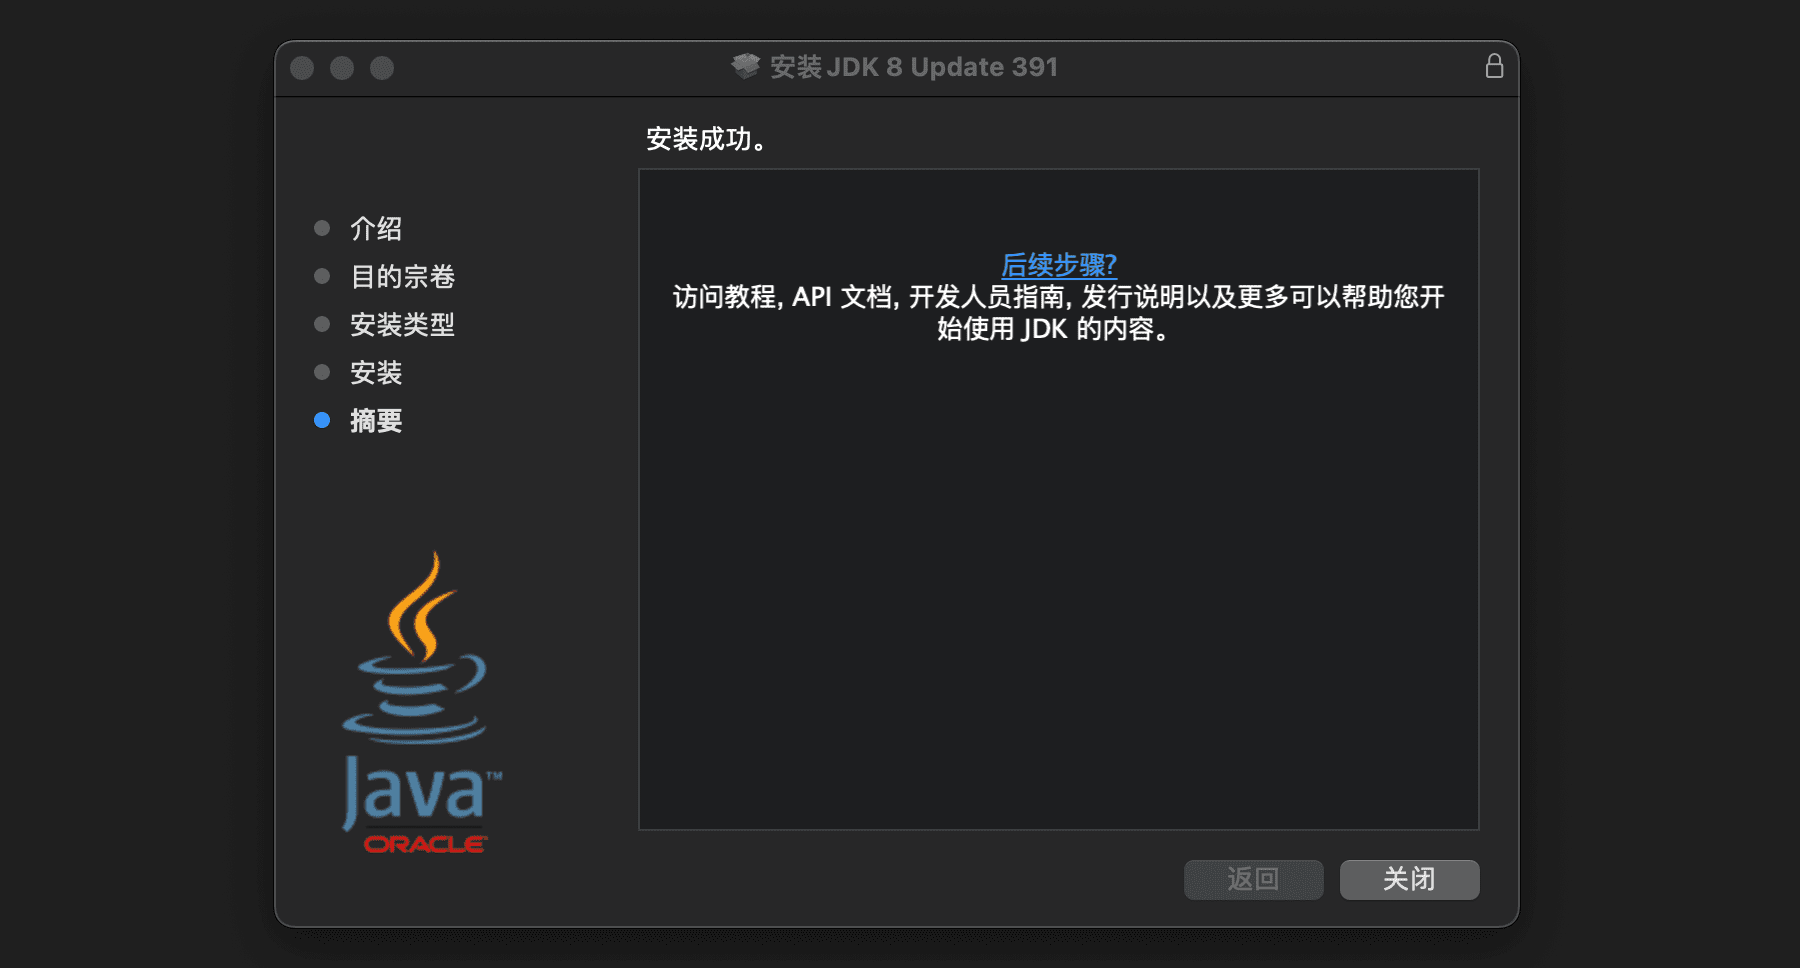 安装 JDK 8 Update 391
安装成功。
介绍
目的宗卷
安装类型
安装
摘要
后续步骤?
访问教程, API 文档, 开发人员指南, 发行说明以及更多可以帮助您开
始使用 JDK 的内容。
Java™
ORACLE
返回
关闭